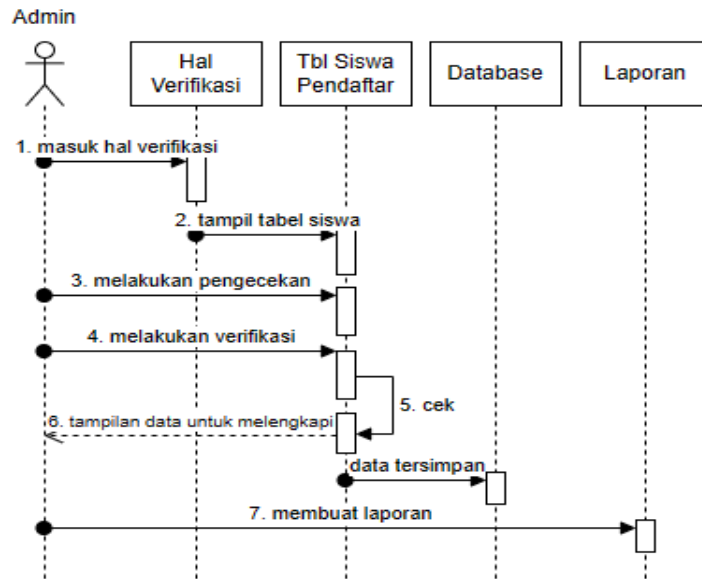 Admin
Hal
Verifikasi
Tbl Siswa
Pendaftar
Database
Laporan
1. masuk hal verifikasi
2. tampil tabel siswa
3. melakukan pengecekan
4. melakukan verifikasi
5. cek
6. tampilan data untuk melengkapi
data tersimpan
7. membuat laporan